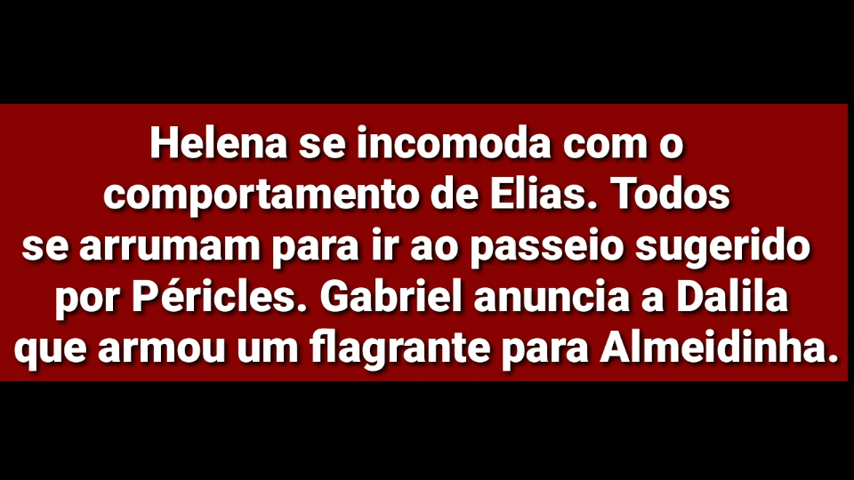 Helena se incomoda com o
comportamento de Elias. Todos
se arrumam para ir ao passeio sugerido
por Péricles. Gabriel anuncia a Dalila
que armou um flagrante para Almeidinha.